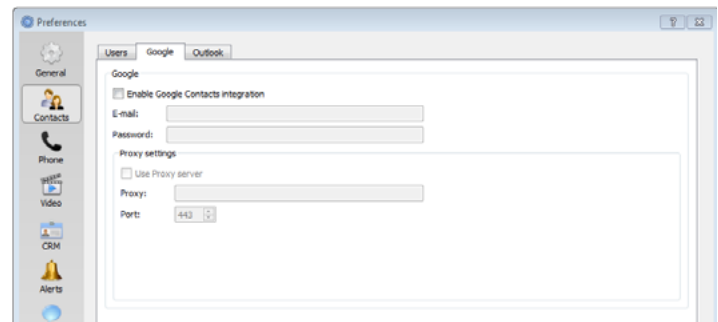 Preferences
General
Contacts
Phone
Video
CRM
Alerts
Users Google Outlook
Google
Enable Google Contacts integration
E-mail:
Password:
Proxy settings
Use Proxy server
Proxy:
Port: 443